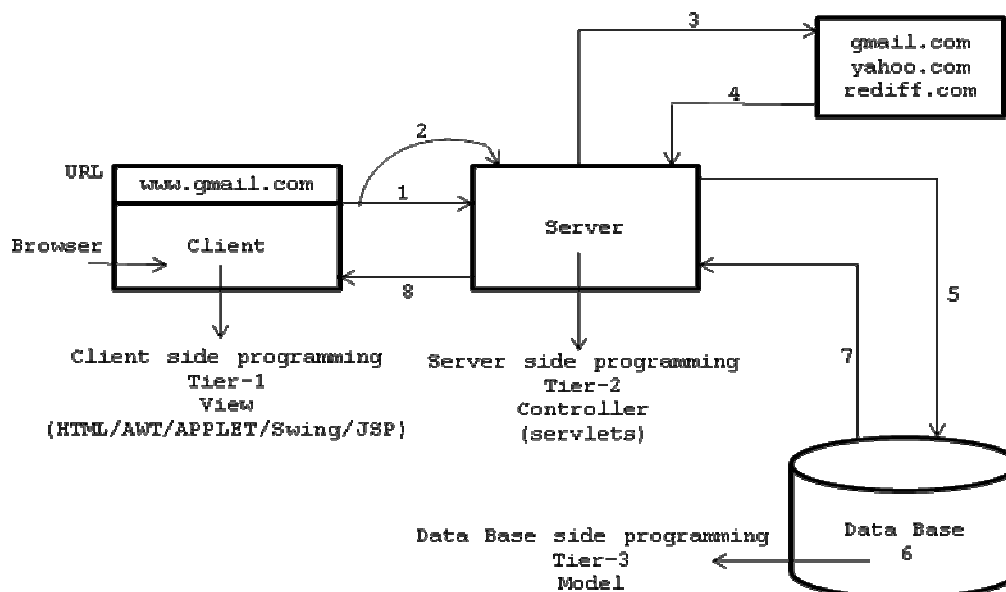 3
gmail.com
yahoo.com
rediff.com
4
2
URL
www.gmail.com
1
Server
Browser
Client
8
5
7
Client side programming
Tier-1
View
(HTML/AWT/APPLET/Swing/JSP)
Server side programming
Tier-2
Controller
(servlets)
Data Base
6
Data Base side programming
Tier-3
Model